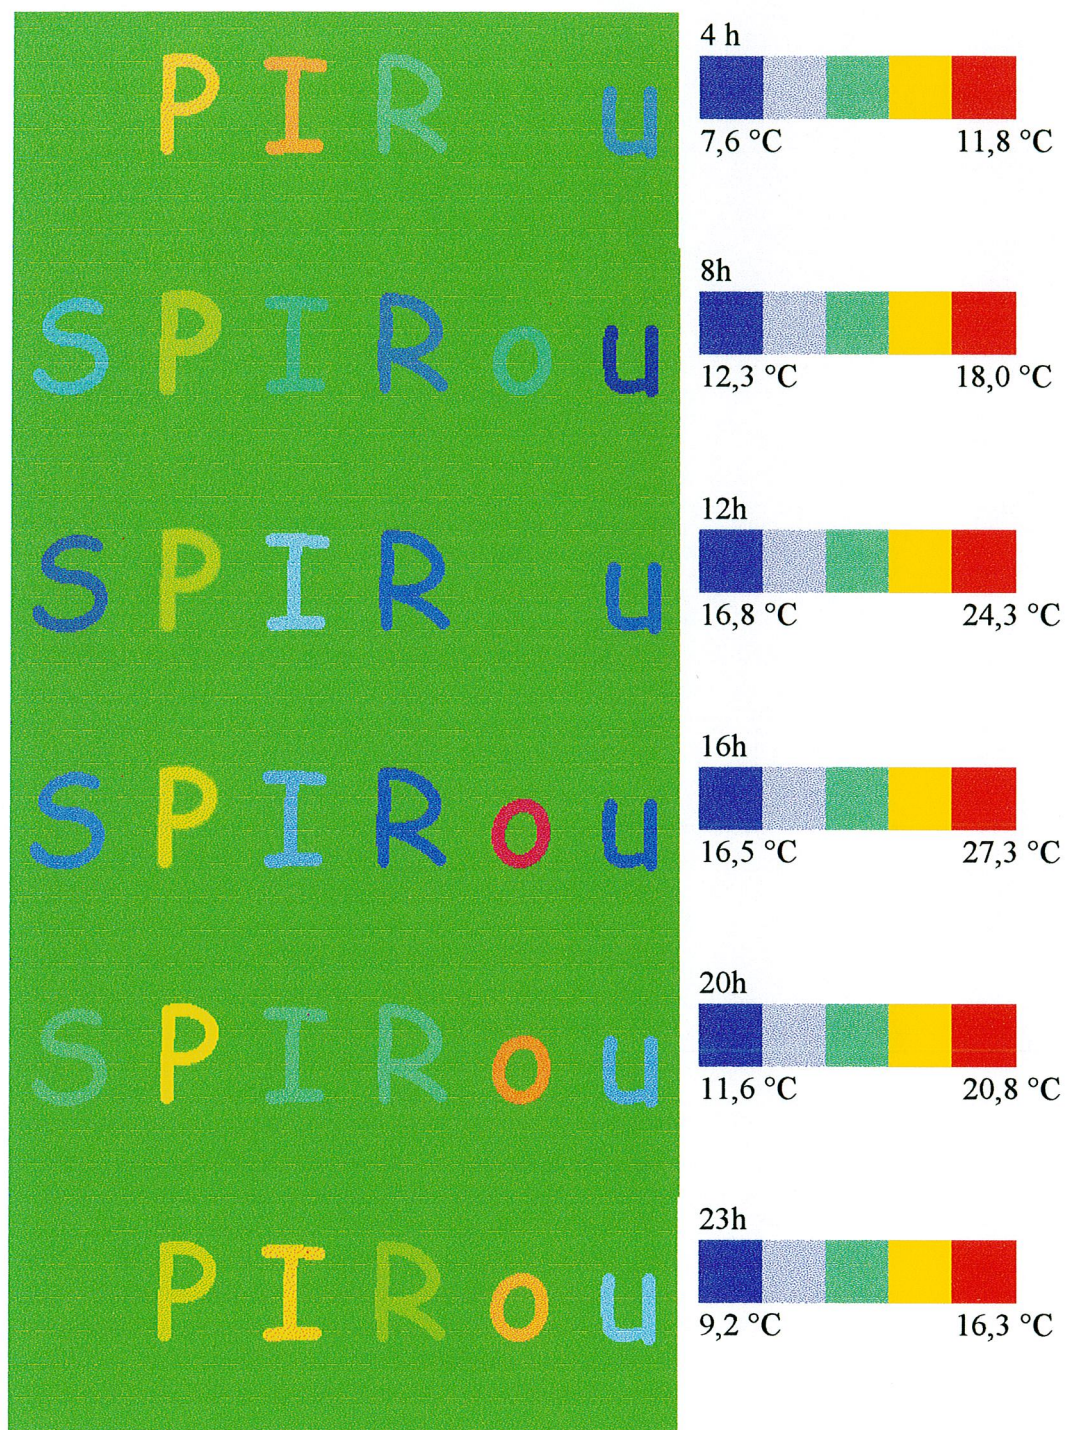 4 h
PIR u
7,6 °C 11,8 °C
8h
SPIRou
12,3 °C 18,0 °C
12h
SPIR u
16,8 °C 24,3 °C
16h
SPIRou
16,5 °C 27,3 °C
20h
SPIRou
11,6 °C 20,8 °C
23h
PIRou
9,2 °C 16,3 °C